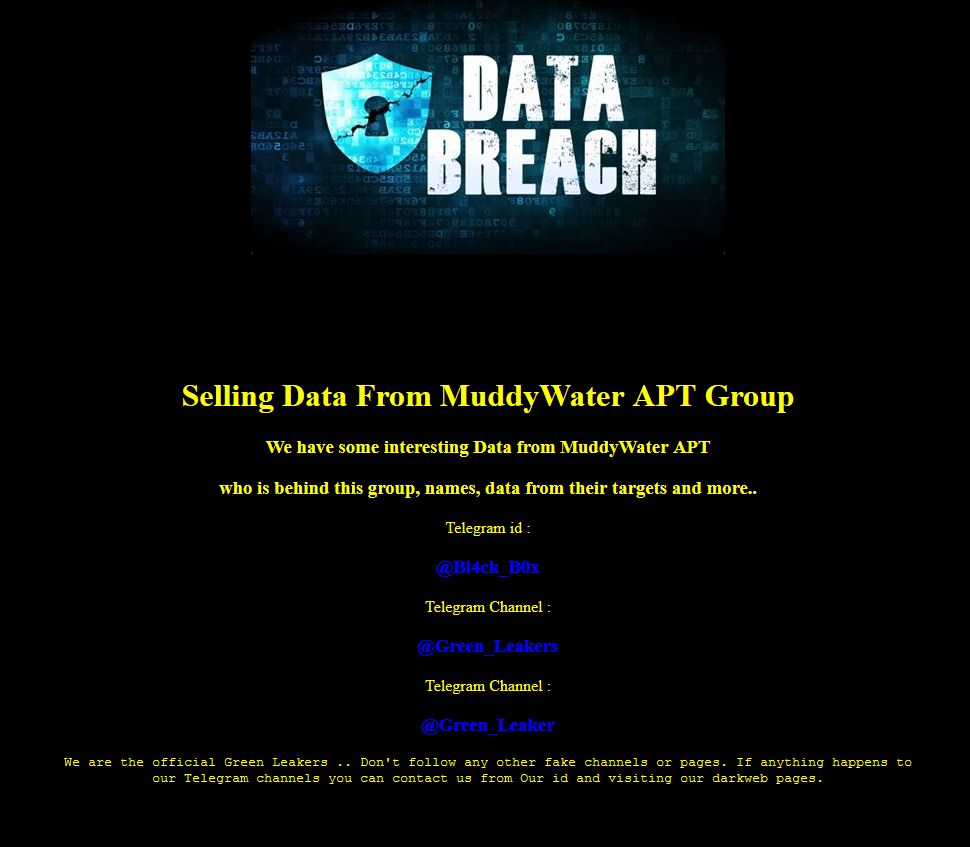 DATA
BREACH
Selling Data From MuddyWater APT Group
We have some interesting Data from MuddyWater APT
who is behind this group, names, data from their targets and more..
Telegram id :
@Bl4ck_B0x
Telegram Channel :
@Green_Leakers
Telegram Channel :
@Green_Leaker
We are the official Green Leakers .. Don't follow any other fake channels or pages. If anything happens to
our Telegram channels you can contact us from Our id and visiting our darkweb pages.